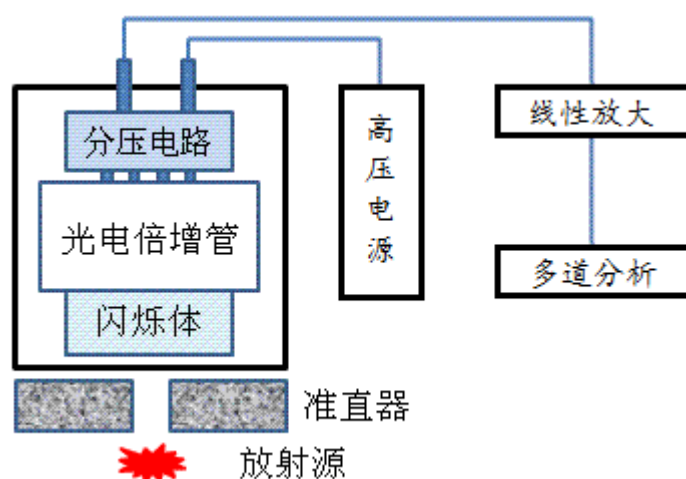 分压电路
光电倍增管
闪烁体
高压电源
线性放大
多道分析
准直器
放射源